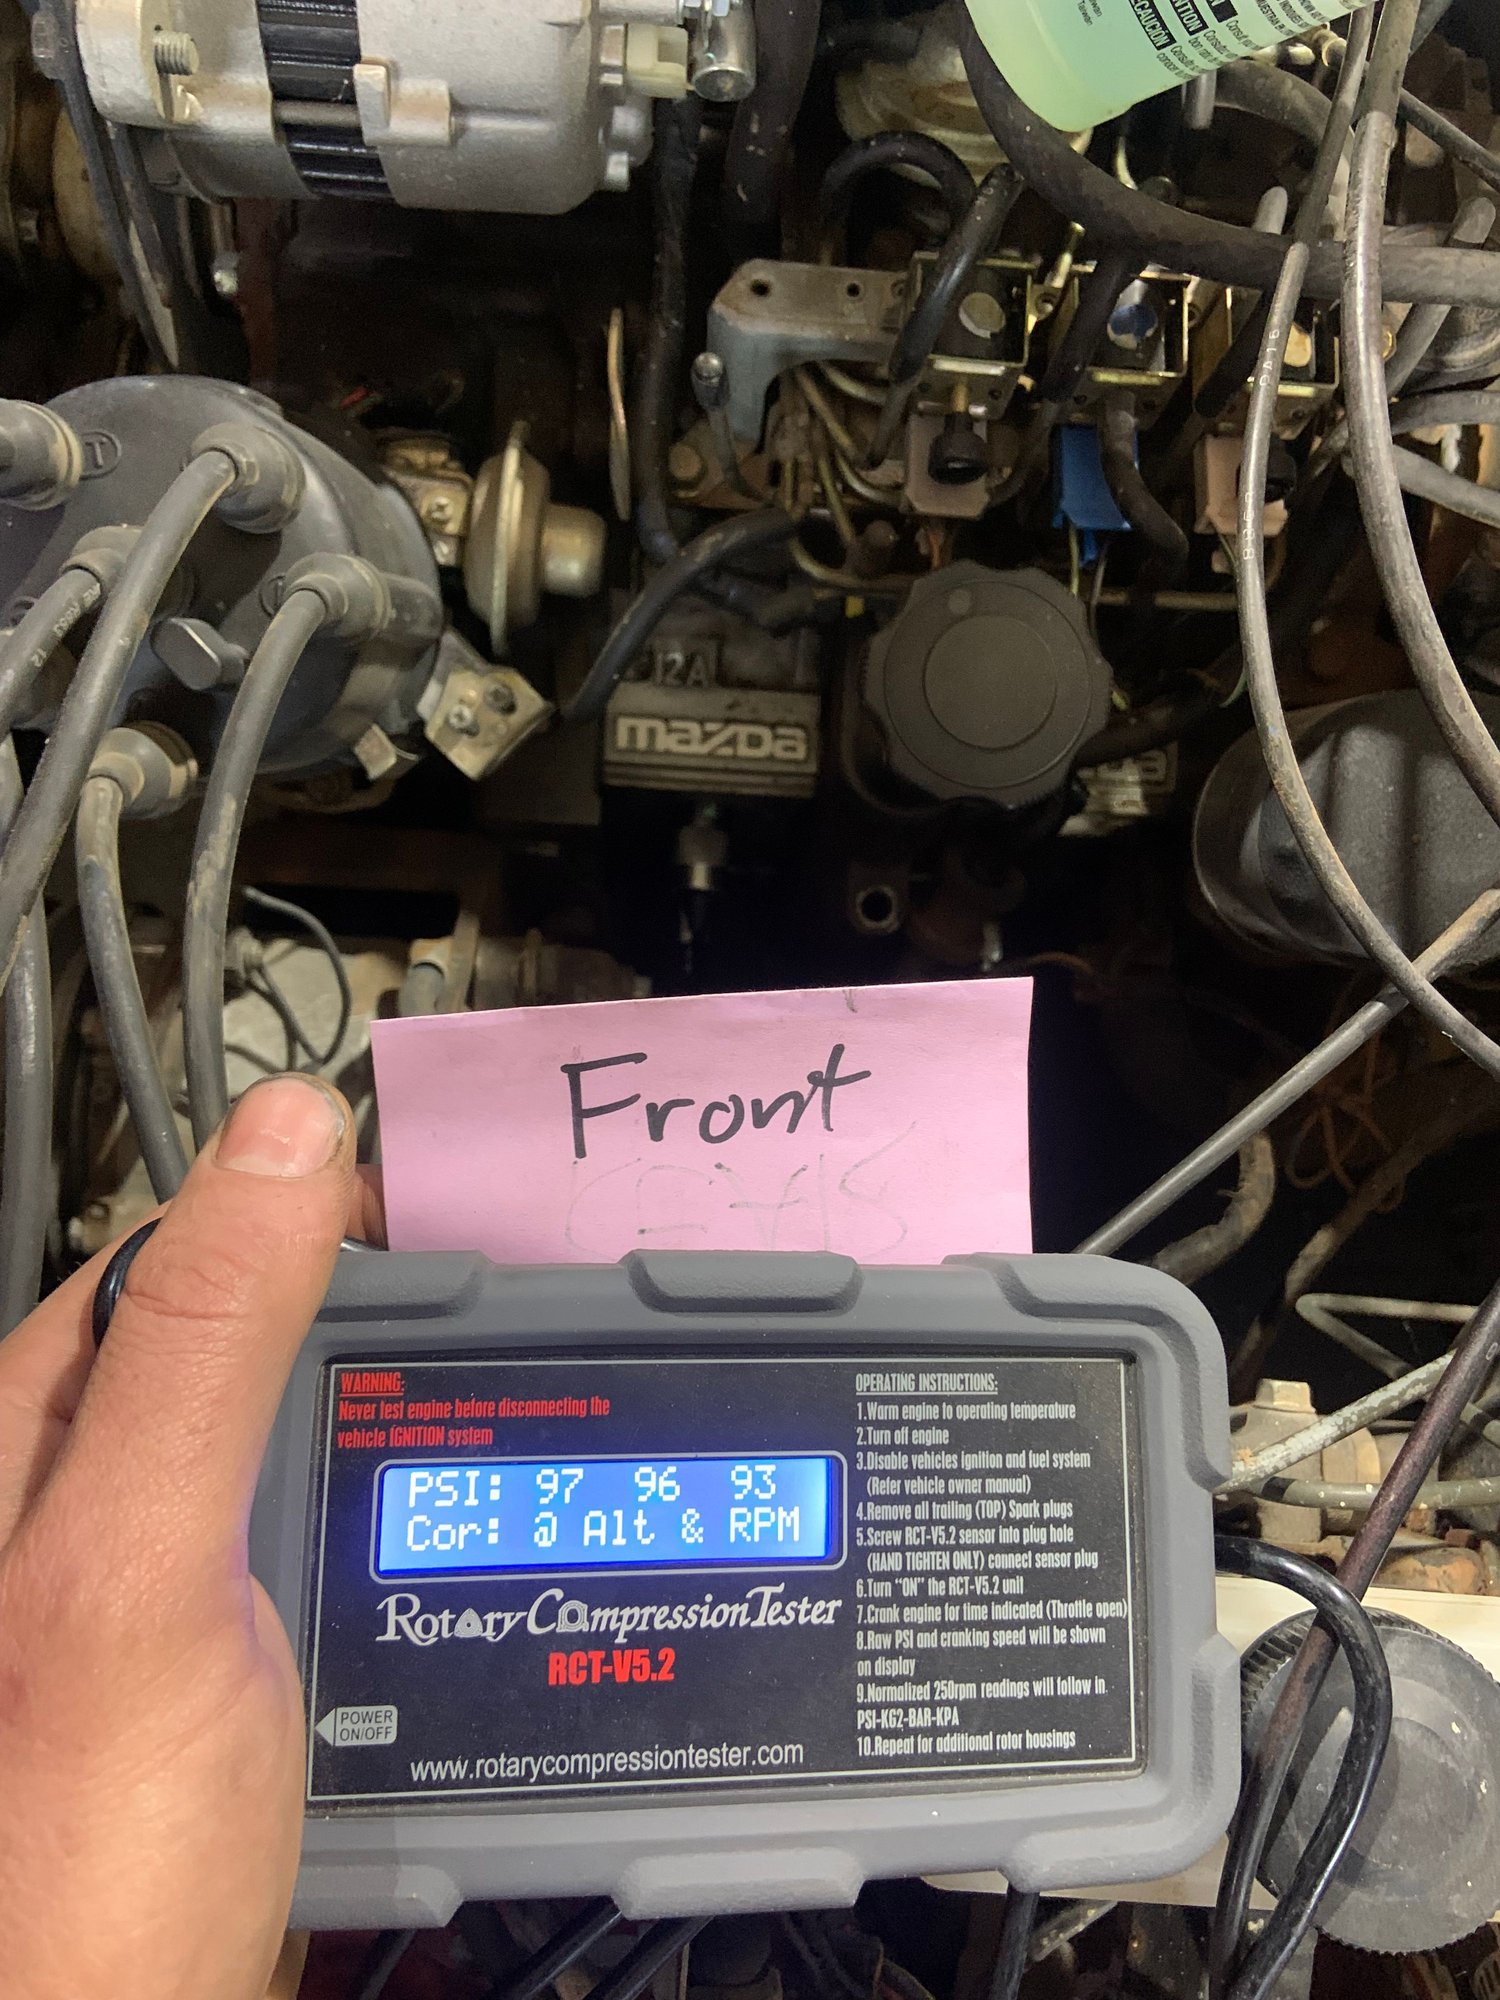 Taiwan
CAUCIÓN
T
T
12A
mazda
Front
WARNING:
Never test engine before disconnecting the
vehicle IGNITION system
PSI: 97 96 93
Cor: @ Alt & RPM
Rotary Compression Tester
RCT-V5.2
POWER
ON/OFF
www.rotarycompressiontester.com
OPERATING INSTRUCTIONS:
1.Warm engine to operating temperature
2.Turn off engine
3.Disable vehicles ignition and fuel system
(Refer vehicle owner manual)
4.Remove all trailing (TOP) Spark plugs
5.Screw RCT-V5.2 sensor into plug hole
(HAND TIGHTEN ONLY) connect sensor plug
6.Turn "ON" the RCT-V5.2 unit
7.Crank engine for time indicated (Throttle open)
8.Raw PSI and cranking speed will be shown
on display
9.Normalized 250rpm readings will follow in
PSI-KG2-BAR-KPA
10.Repeat for additional rotor housings